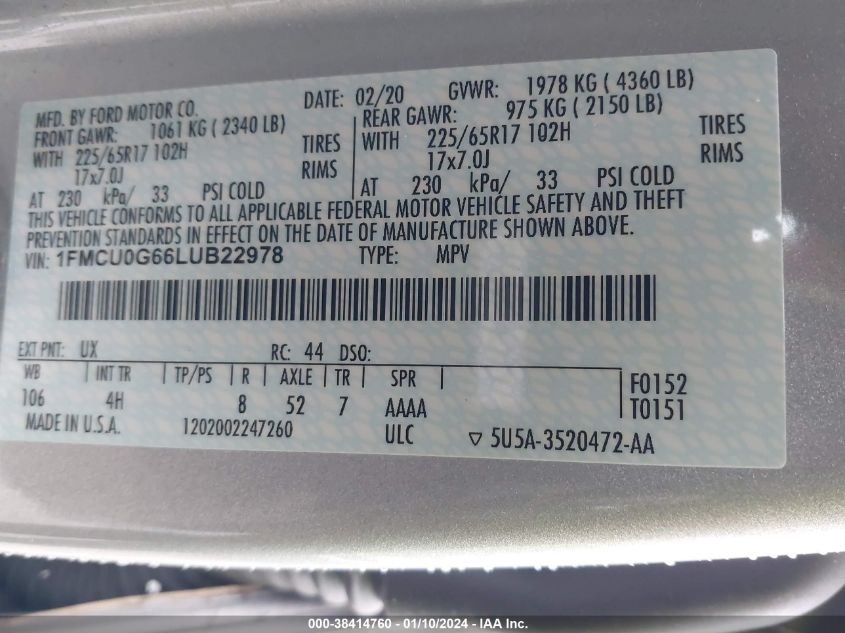 MFD. BY FORD MOTOR CO.
DATE: 02/20 GVWR: 1978 KG ( 4360 LB)
FRONT GAWR: 1061 KG ( 2340 LB)
REAR GAWR: 975 KG ( 2150 LB)
WITH 225/65R17 102H TIRES
WITH 225/65R17 102H TIRES
17x7.0J RIMS
17x7.0J RIMS
AT 230 kPa/ 33 PSI COLD
AT 230 kPa/ 33 PSI COLD
THIS VEHICLE CONFORMS TO ALL APPLICABLE FEDERAL MOTOR VEHICLE SAFETY AND THEFT
PREVENTION STANDARDS IN EFFECT ON THE DATE OF MANUFACTURE SHOWN ABOVE.
VIN: 1FMCU0G66LUB22978 TYPE: MPV
EXT PNT: UX RC: 44 DSO:
WB INT TR TP/PS R AXLE TR SPR
106 4H 8 52 7 AAAA
F0152
T0151
MADE IN U.S.A. 1202002247260 ULC ▽ 5U5A-3520472-AA
000-38414760 - 01/10/2024 - IAA Inc.